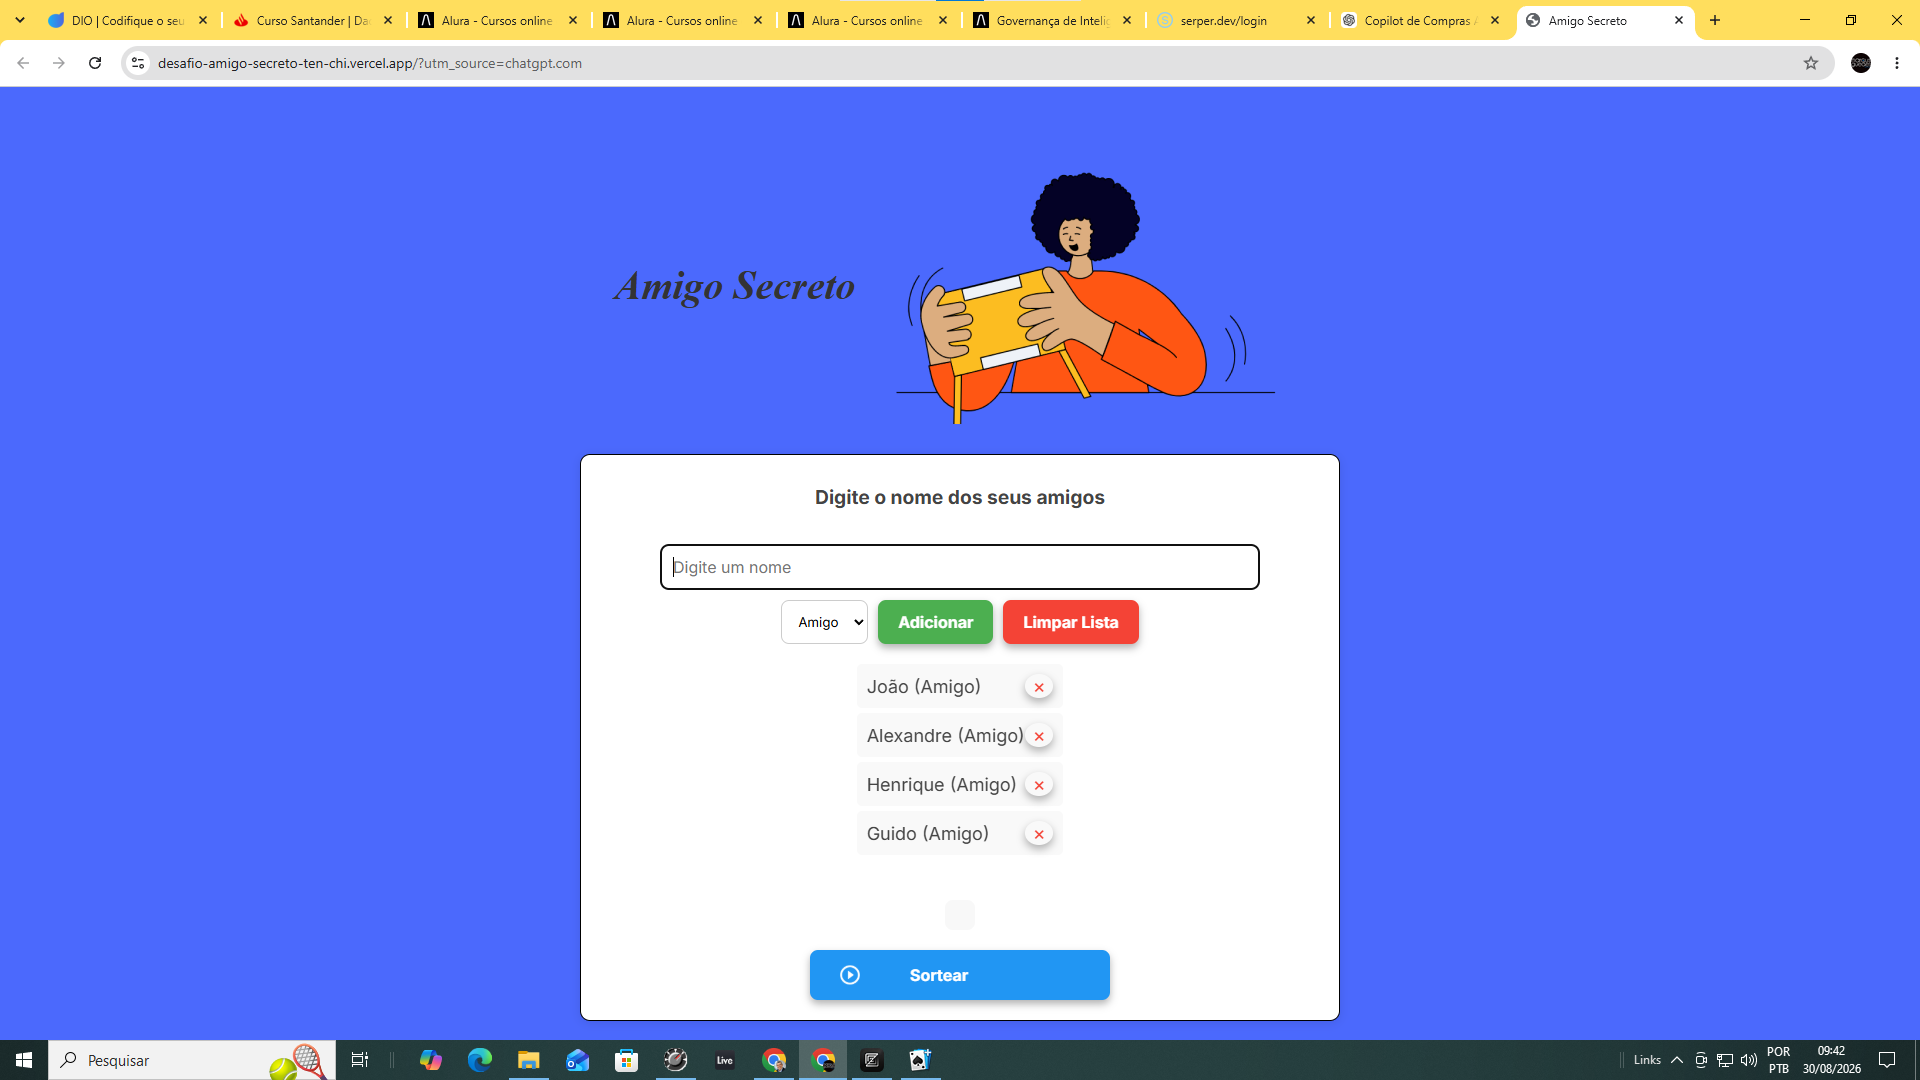 DIO | Codifique o seu
Curso Santander | Da
Alura - Cursos online
Alura - Cursos online
Alura - Cursos online
Governança de Inteli
serper.dev/login
Copilot de Compras
Amigo Secreto
desafio-amigo-secreto-ten-chi.vercel.app/?utm_source=chatgpt.com
Amigo Secreto
Digite o nome dos seus amigos
Digite um nome
Amigo
Adicionar
Limpar Lista
João (Amigo)
Alexandre (Amigo)
Henrique (Amigo)
Guido (Amigo)
Sortear
Pesquisar
Live
Links
POR
PTB
09:42
30/08/2026